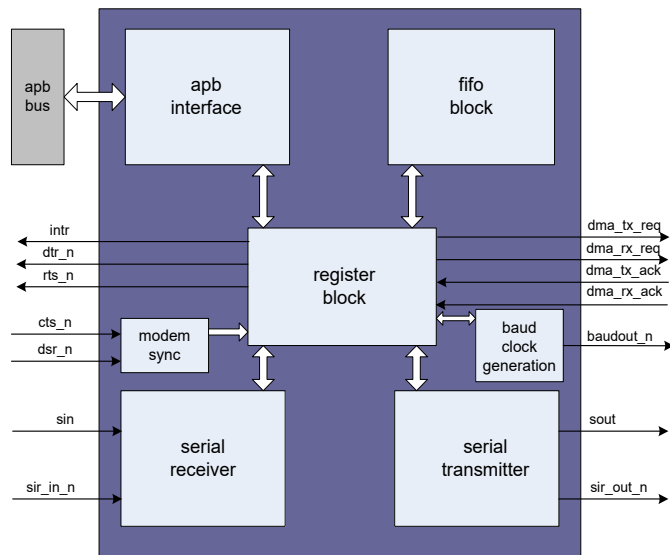 apb
bus
apb
interface
fifo
block
intr
dtr_n
rts_n
register
block
dma_tx_req
dma_rx_req
dma_tx_ack
dma_rx_ack
cts_n
dsr_n
modem
sync
baud
clock
generation
baudout_n
sin
sir_in_n
serial
receiver
serial
transmitter
sout
sir_out_n